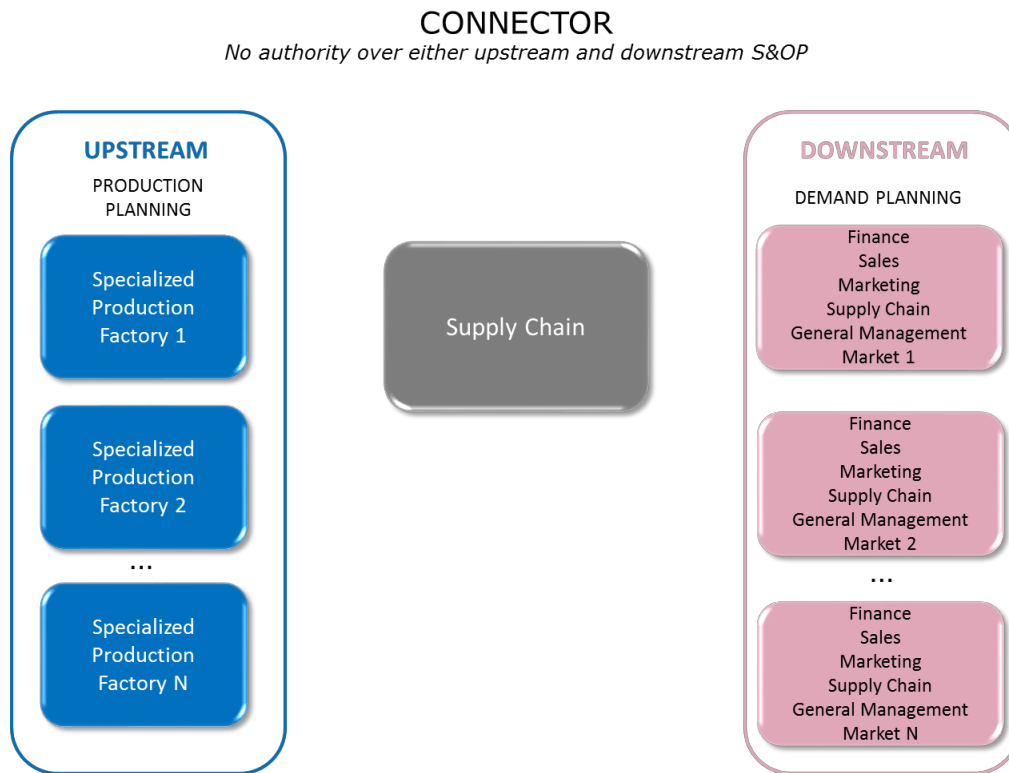 CONNECTOR
No authority over either upstream and downstream S&OP
UPSTREAM
PRODUCTION
PLANNING
Specialized
Production
Factory 1
Specialized
Production
Factory 2
...
Specialized
Production
Factory N
Supply Chain
DOWNSTREAM
DEMAND PLANNING
Finance
Sales
Marketing
Supply Chain
General Management
Market 1
Finance
Sales
Marketing
Supply Chain
General Management
Market 2
...
Finance
Sales
Marketing
Supply Chain
General Management
Market N